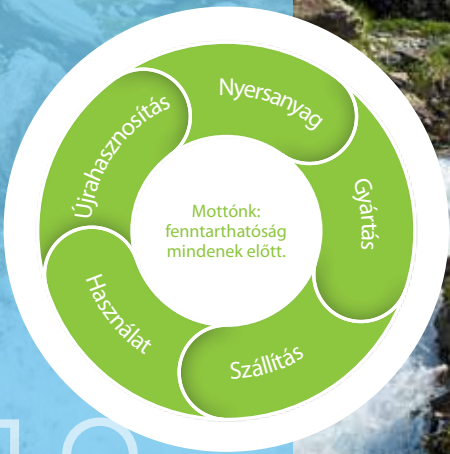 Nyersanyag
Gyártás
Szállítás
Használat
Újrahasznosítás
Mottónk:
fenntarthatóság
mindenek előtt.